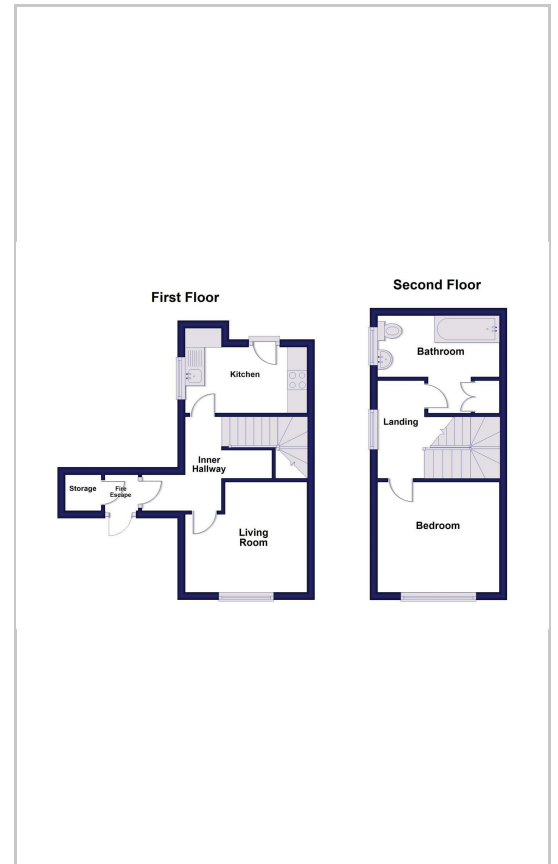 First Floor
Kitchen
Inner
Hallway
Storage
Fire
Escape
Living
Room
Second Floor
Bathroom
Landing
Bedroom